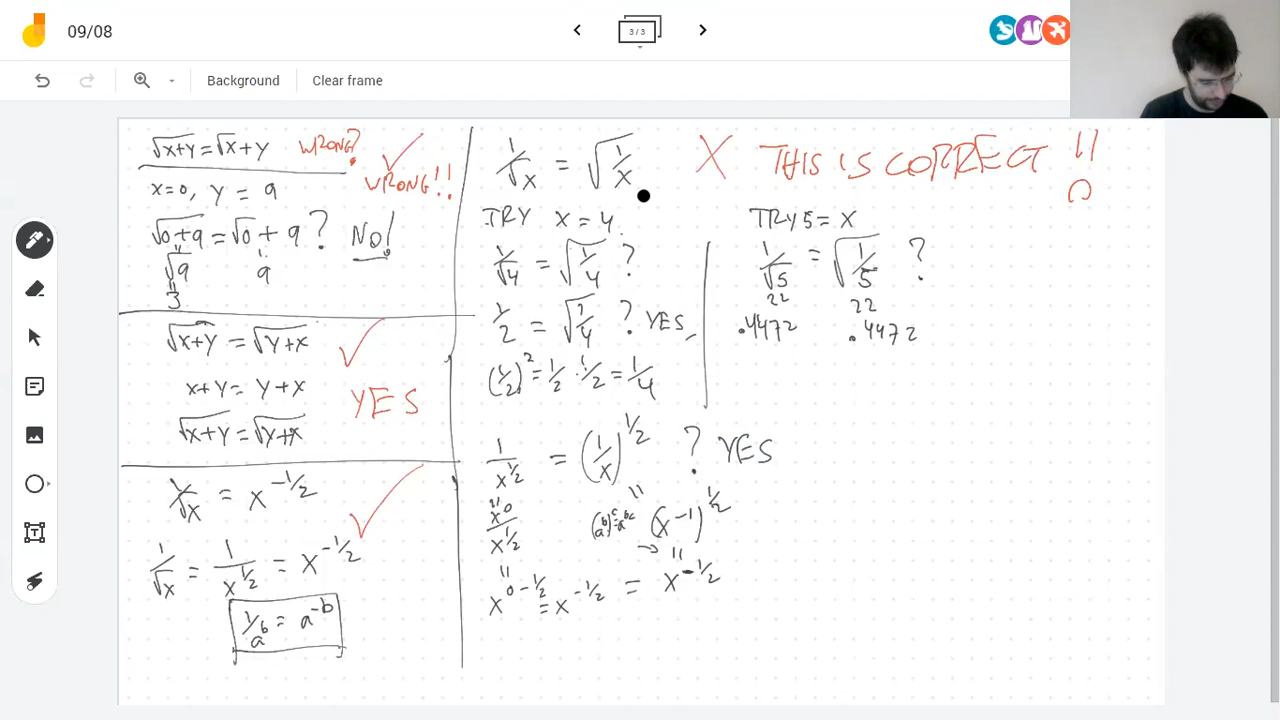 09/08
3 / 3
Background
Clear frame
√x+y = √x + y WRONG?
WRONG!!
x=0, y = 9
√0+9 = √0 + 9 ? NO!
√9 9
3
√x+y = √y+x
x+y = y+x YES
√x+y = √y+x
1/√x = x^-1/2
1/√x = 1/x^1/2 = x^-1/2
1/a^b = a^-b
1/√x = √1/x X THIS IS CORRECT !!
TRY x = 4.
1/√4 = √1/4 ?
1/2 = √1/4 ? YES
(1/2)^2 = 1/2 · 1/2 = 1/4
TRY 5 = X
1/√5 = √1/5 ?
.4472 .4472
1/x^1/2 = (1/x)^1/2 ? YES
x^0/x^1/2 (a^b)^c = a^bc (x^-1)^1/2
x^0-1/2 = x^-1/2 = x^-1/2